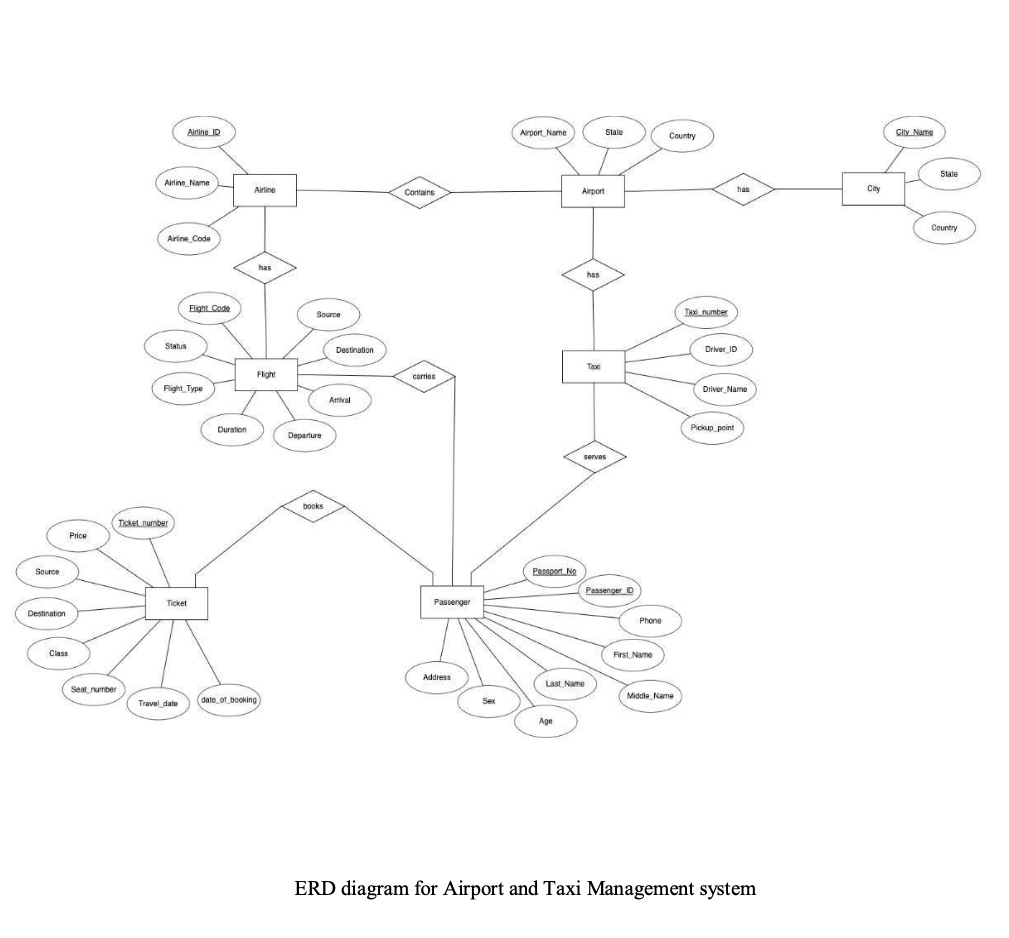 Airline_ID
Airport_Name
State
Country
City_Name
Airline_Name
Airline
Contains
Airport
has
City
State
Airline_Code
Country
has
has
Flight_Code
Source
Taxi_number
Status
Destination
Driver_ID
Flight
carries
Taxi
Flight_Type
Arrival
Driver_Name
Duration
Departure
Pickup_point
serves
books
Ticket_number
Price
Source
Passport_No
Passenger_ID
Destination
Ticket
Passenger
Phone
Class
First_Name
Seat_number
Travel_date
date_of_booking
Address
Last_Name
Middle_Name
Sex
Age
ERD diagram for Airport and Taxi Management system